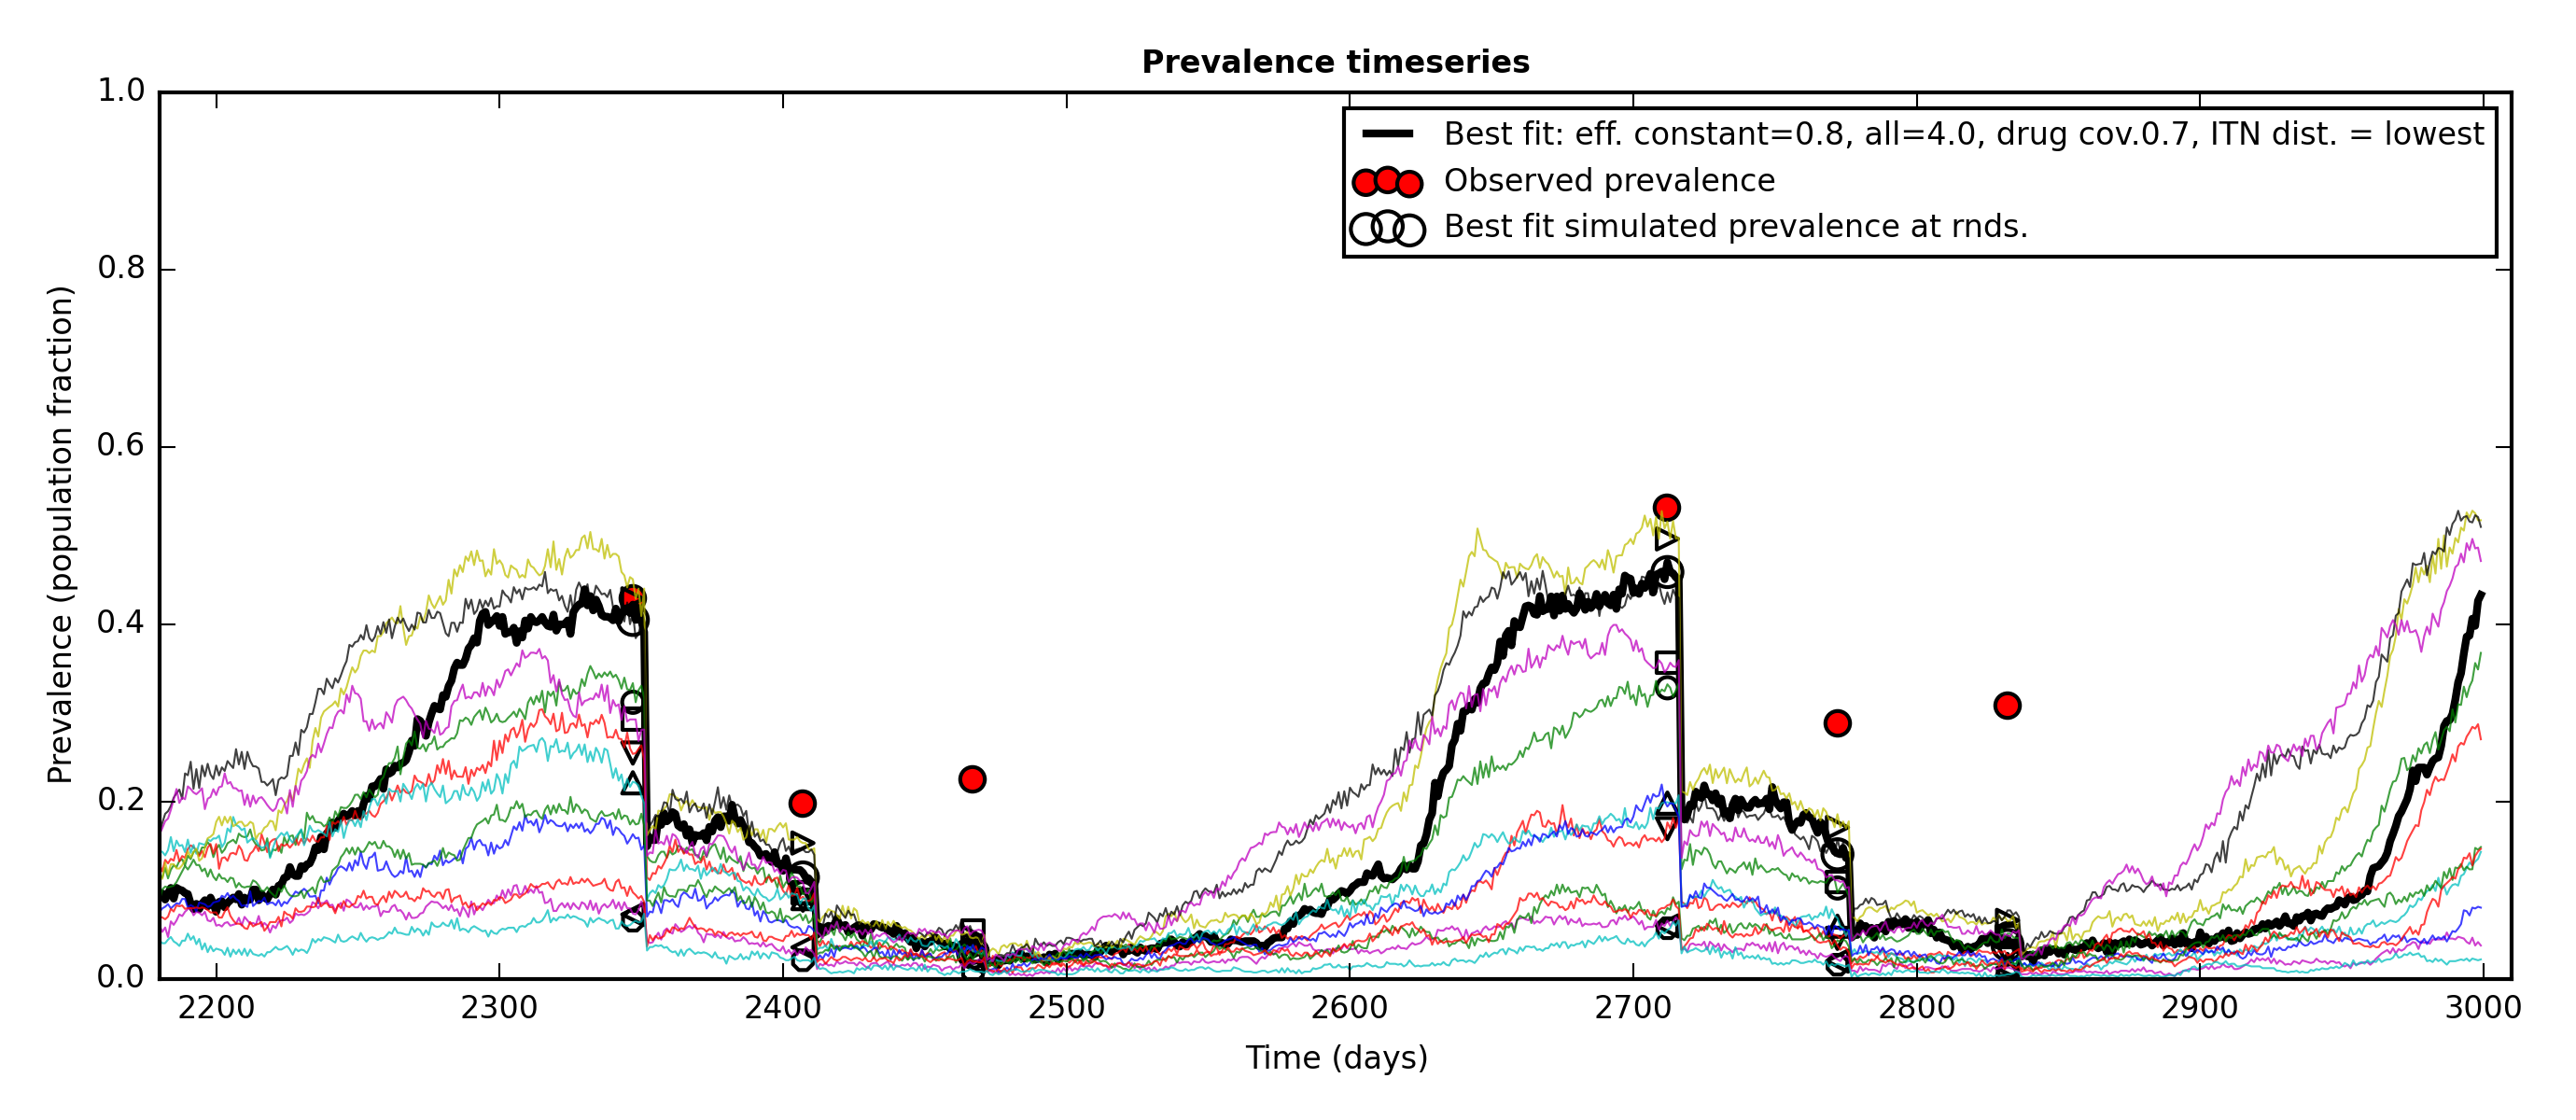 Prevalence timeseries
Best fit: eff. constant=0.8, all=4.0, drug cov.0.7, ITN dist. = lowest
Observed prevalence
Best fit simulated prevalence at rnds.
Prevalence (population fraction)
1.0
0.8
0.6
0.4
0.2
0.0
2200 2300 2400 2500 2600 2700 2800 2900 3000
Time (days)